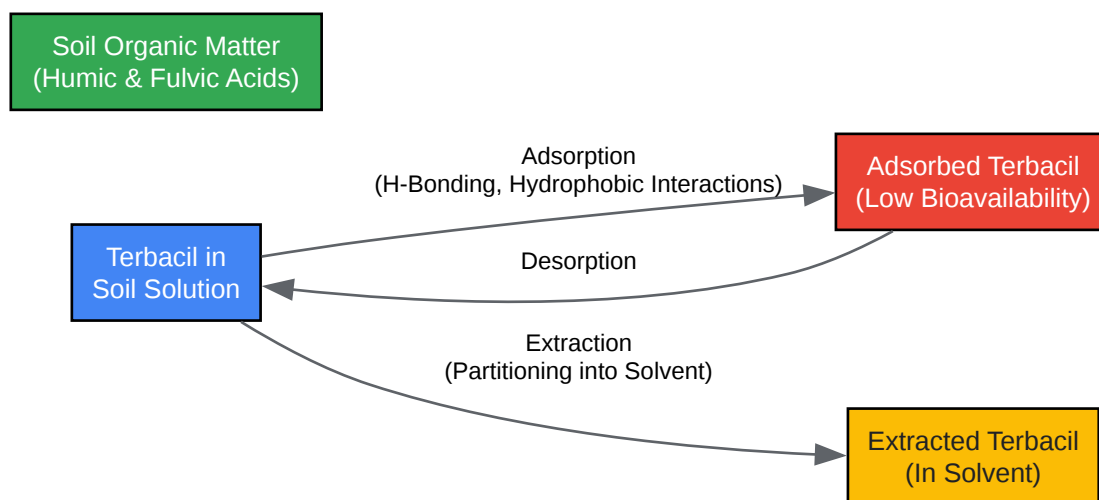 Soil Organic Matter
(Humic & Fulvic Acids)
Adsorption
(H-Bonding, Hydrophobic Interactions)
Adsorbed Terbacil
(Low Bioavailability)
Terbacil in
Soil Solution
Desorption
Extraction
(Partitioning into Solvent)
Extracted Terbacil
(In Solvent)